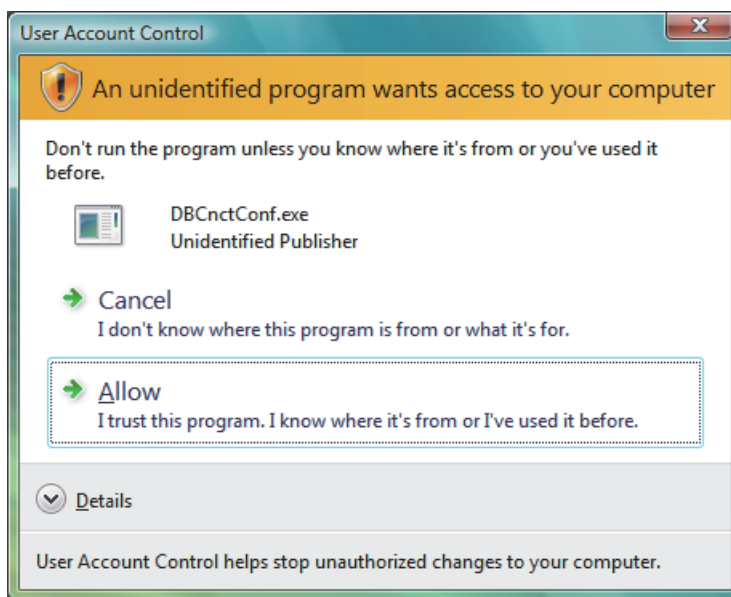 User Account Control
An unidentified program wants access to your computer
Don't run the program unless you know where it's from or you've used it
before.
DBCnctConf.exe
Unidentified Publisher
Cancel
I don't know where this program is from or what it's for.
Allow
I trust this program. I know where it's from or I've used it before.
Details
User Account Control helps stop unauthorized changes to your computer.